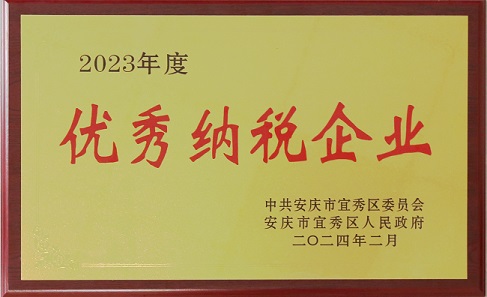 2023年度
优秀纳税企业
中共安庆市宜秀区委员会
安庆市宜秀区人民政府
二〇二四年二月